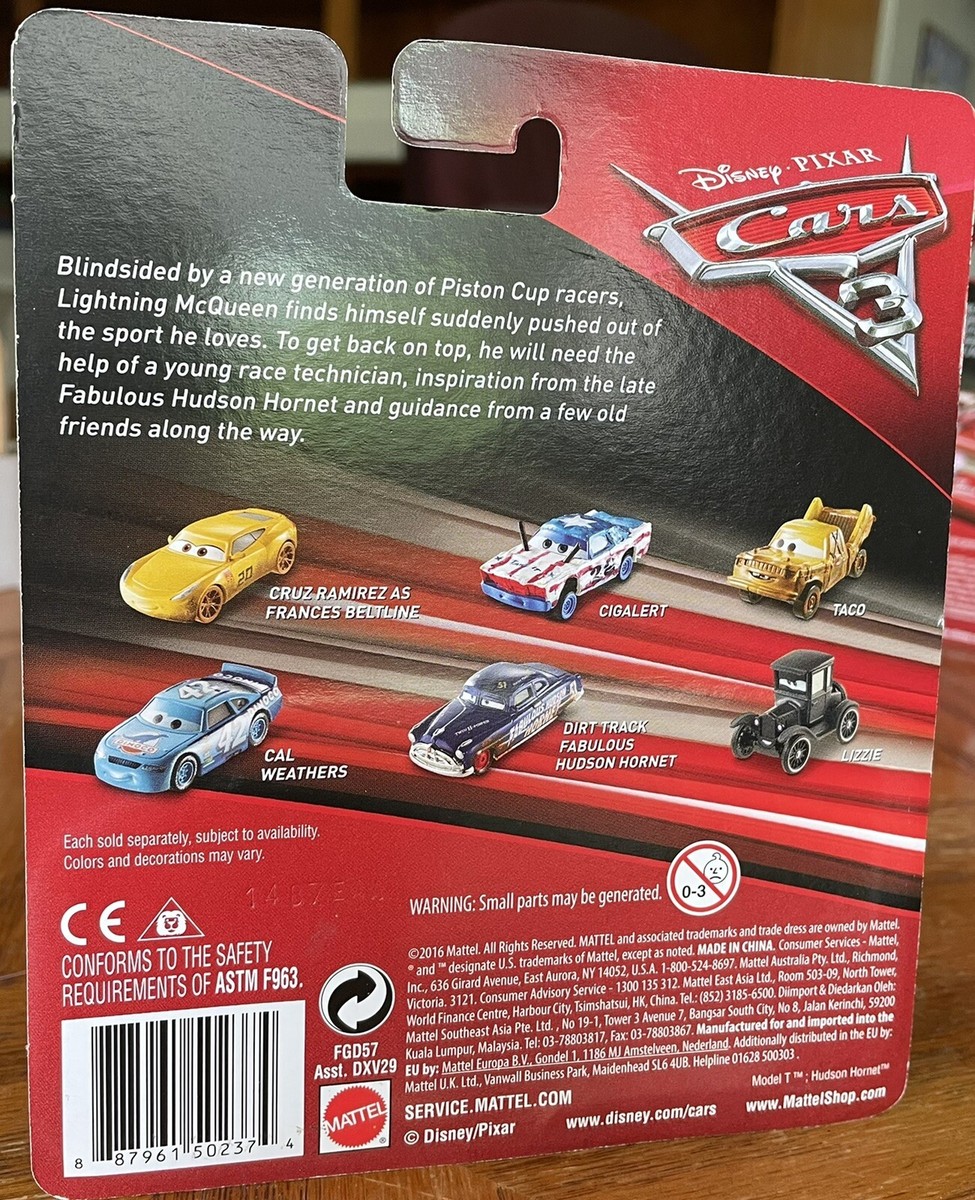 Disney·PIXAR
Cars
3
Blindsided by a new generation of Piston Cup racers,
Lightning McQueen finds himself suddenly pushed out of
the sport he loves. To get back on top, he will need the
help of a young race technician, inspiration from the late
Fabulous Hudson Hornet and guidance from a few old
friends along the way.
CRUZ RAMIREZ AS
FRANCES BELTLINE
CIGALERT
TACO
CAL
WEATHERS
DIRT TRACK
FABULOUS
HUDSON HORNET
LIZZIE
Each sold separately, subject to availability.
Colors and decorations may vary.
WARNING: Small parts may be generated.
0-3
CE
CONFORMS TO THE SAFETY
REQUIREMENTS OF ASTM F963.
©2016 Mattel. All Rights Reserved. MATTEL and associated trademarks and trade dress are owned by Mattel.
® and ™ designate U.S. trademarks of Mattel, except as noted. MADE IN CHINA. Consumer Services - Mattel,
Inc., 636 Girard Avenue, East Aurora, NY 14052, U.S.A. 1-800-524-8697. Mattel Australia Pty. Ltd., Richmond,
Victoria. 3121. Consumer Advisory Service - 1300 135 312. Mattel East Asia Ltd., Room 503-09, North Tower,
World Finance Centre, Harbour City, Tsimshatsui, HK, China. Tel.: (852) 3185-6500. Diimport & Diedarkan Oleh:
Mattel Southeast Asia Pte. Ltd., No 19-1, Tower 3 Avenue 7, Bangsar South City, No 8, Jalan Kerinchi, 59200
Kuala Lumpur, Malaysia. Tel: 03-78803817, Fax: 03-78803867. Manufactured for and imported into the
EU by: Mattel Europa B.V., Gondel 1, 1186 MJ Amstelveen, Nederland. Additionally distributed in the EU by:
Mattel U.K. Ltd., Vanwall Business Park, Maidenhead SL6 4UB. Helpline 01628 500303.
Model T™; Hudson Hornet™
FGD57
Asst. DXV29
MATTEL
®
SERVICE.MATTEL.COM
© Disney/Pixar
www.disney.com/cars
www.MattelShop.com
8 87961 50237 4